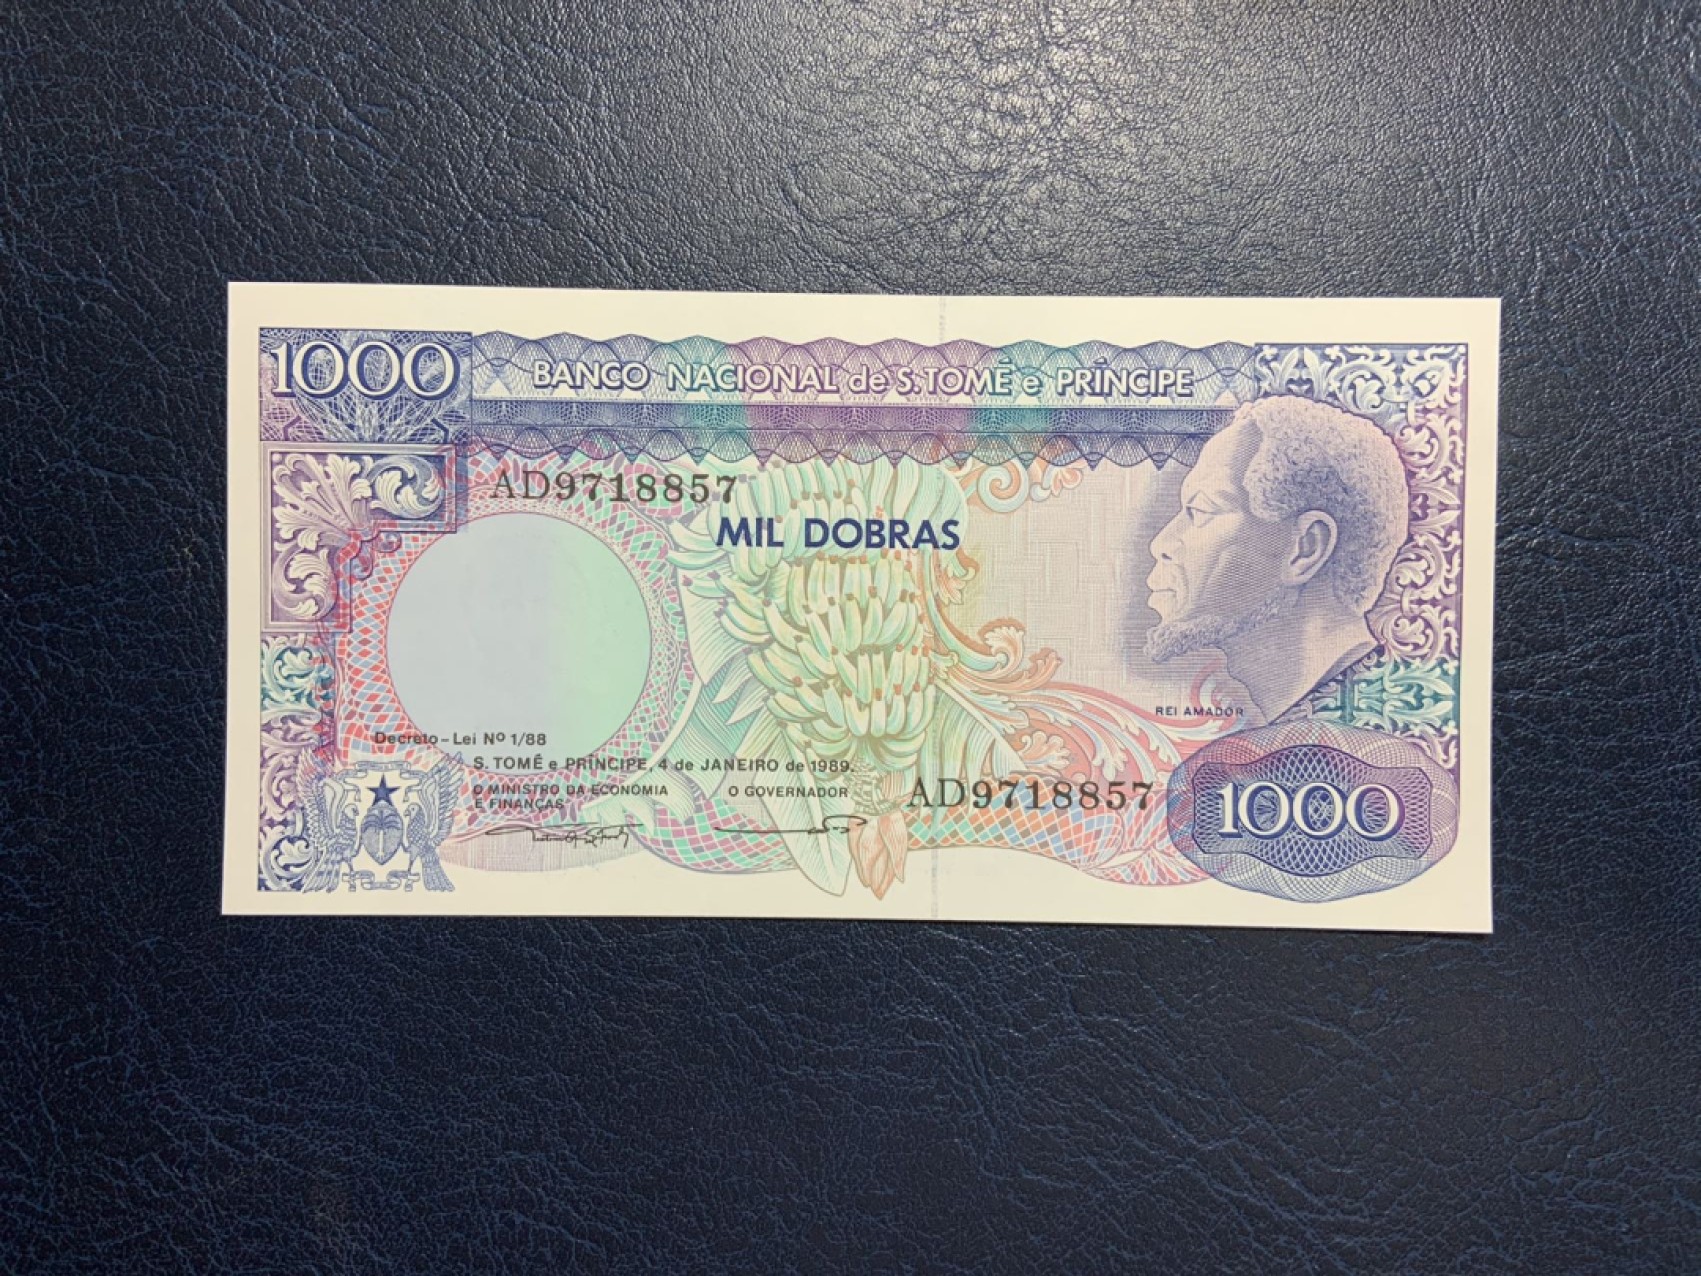 1000
BANCO NACIONAL de S.TOMÉ e PRÍNCIPE
AD9718857
MIL DOBRAS
REI AMADOR
Decreto-Lei Nº 1/88
S. TOMÉ e PRÍNCIPE, 4 de JANEIRO de 1989.
O MINISTRO DA ECONOMIA
E FINANÇAS
O GOVERNADOR
AD9718857
1000